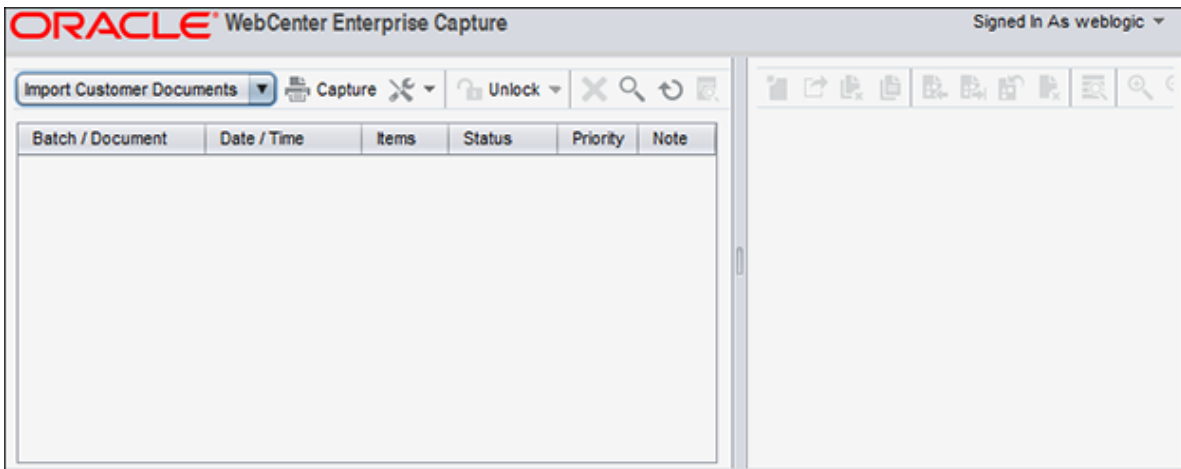 ORACLE® WebCenter Enterprise Capture
Signed In As weblogic
Import Customer Documents Capture Unlock
Batch / Document Date / Time Items Status Priority Note